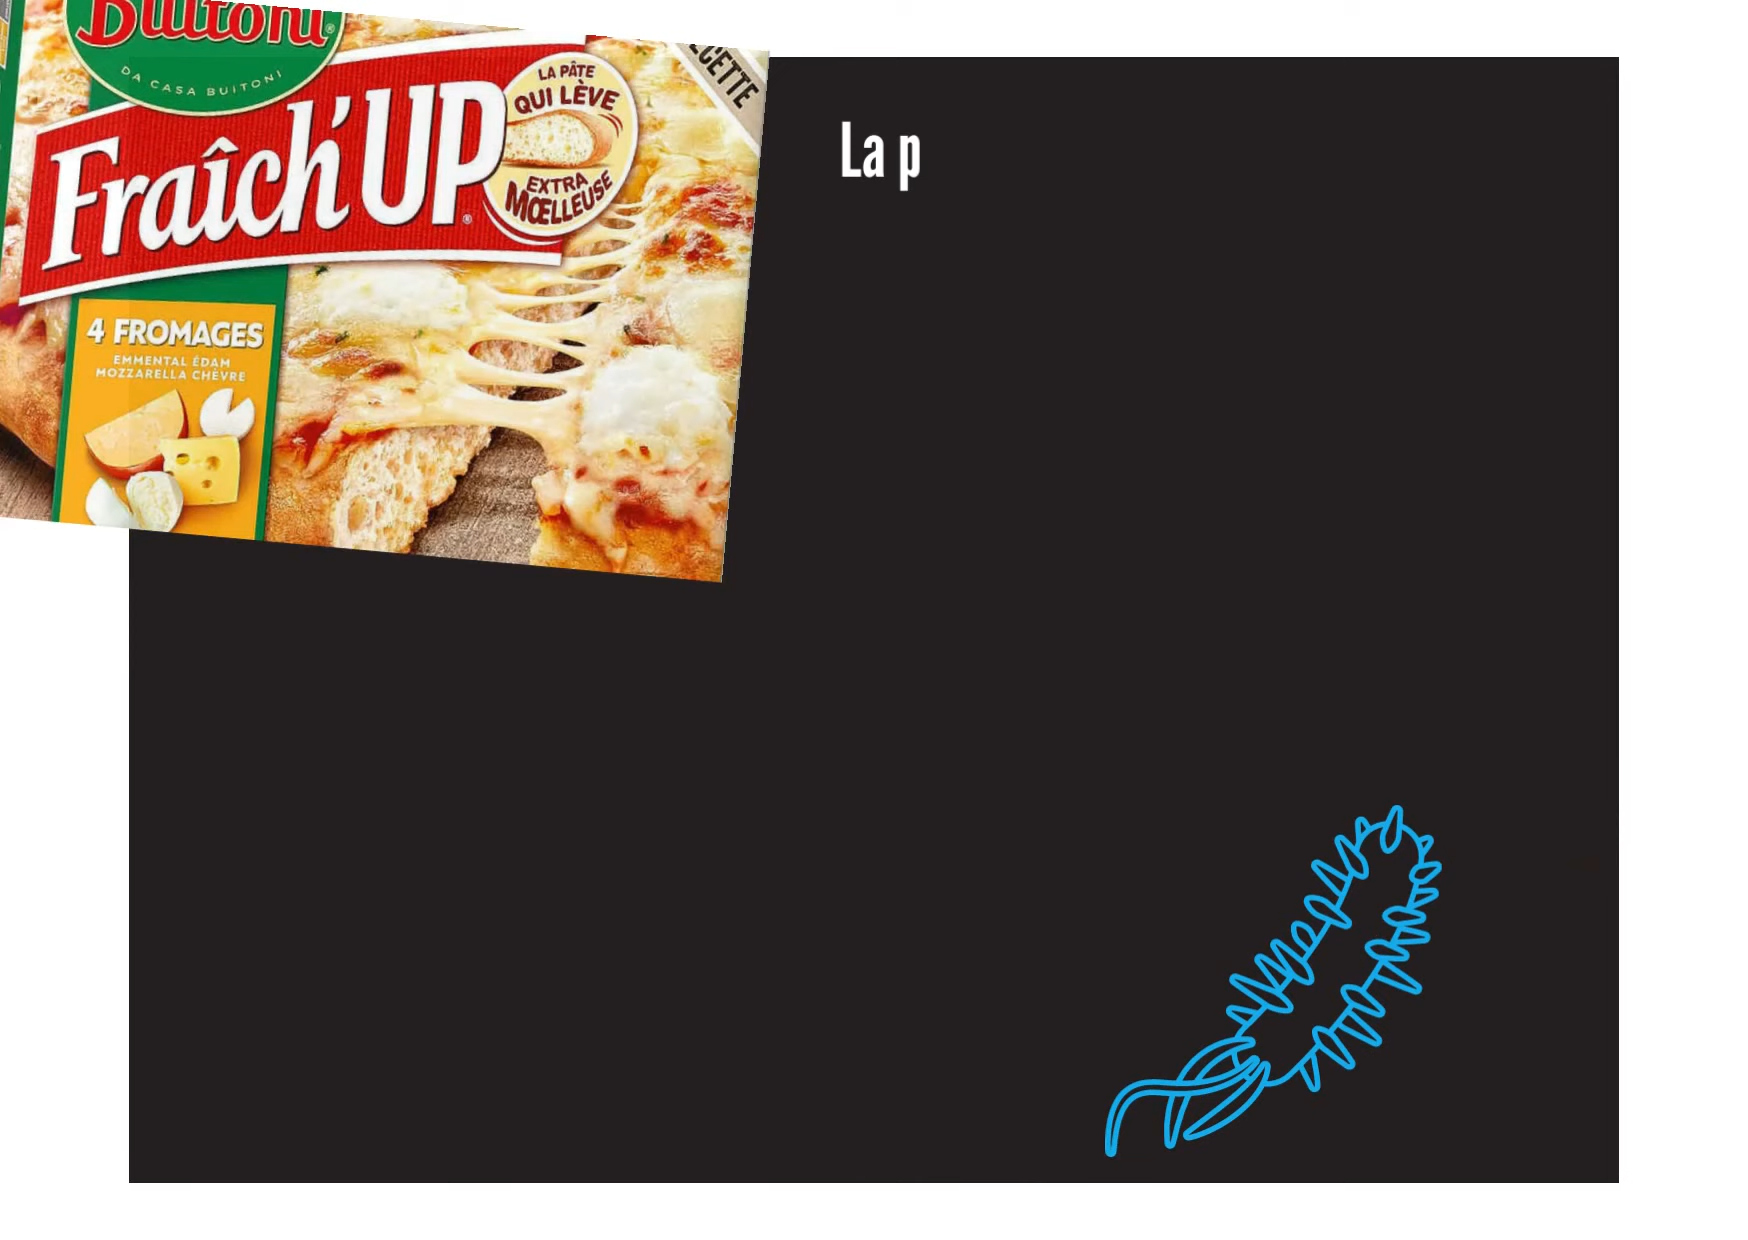 Buitoni®
DA CASA BUITONI
Fraîch'UP®
LA PÂTE
QUI LÈVE
EXTRA
MŒLLEUSE
4 FROMAGES
EMMENTAL ÉDAM
MOZZARELLA CHÈVRE
La p